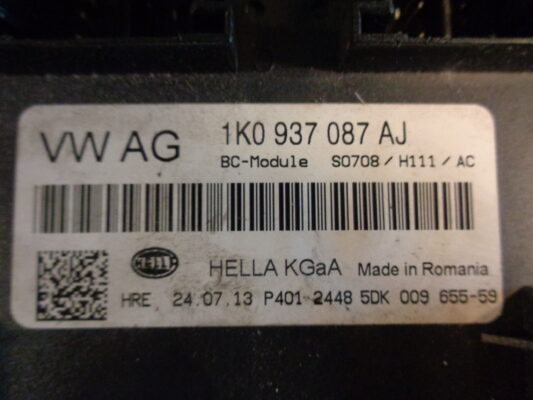 VW AG
1K0 937 087 AJ
BC-Module S0708 / H111 / AC
HELLA
HELLA KGaA Made in Romania
HRE 24.07.13 P401 2448 5DK 009 655-59